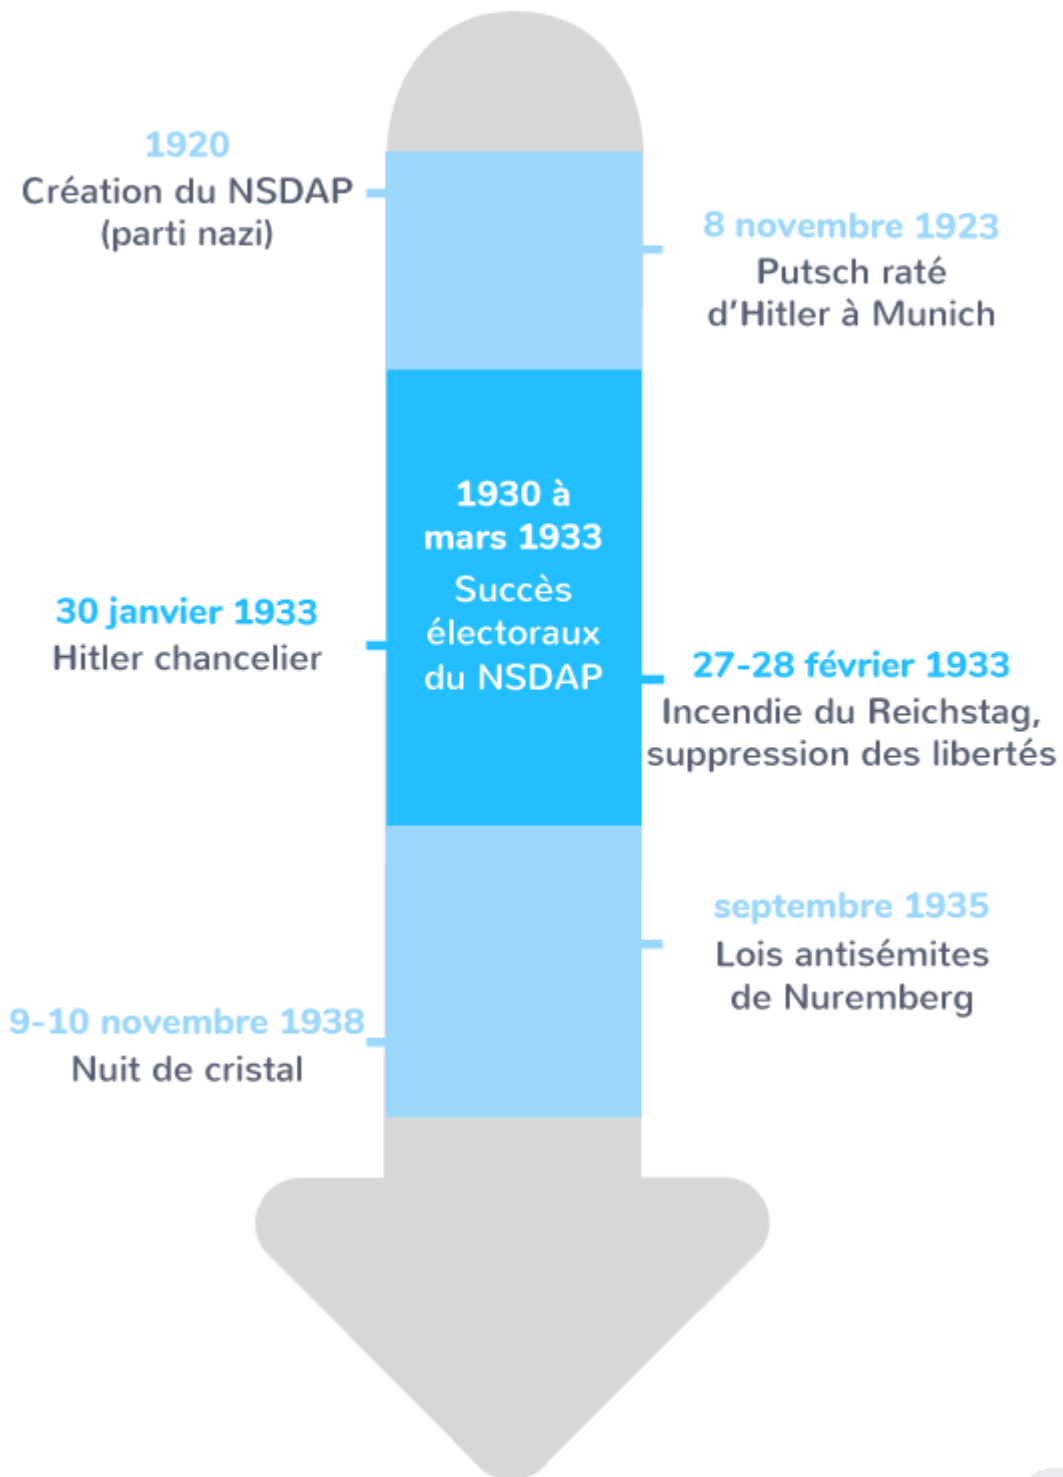 1920
Création du NSDAP
(parti nazi)
8 novembre 1923
Putsch raté
d’Hitler à Munich
1930 à
mars 1933
Succès
électoraux
du NSDAP
30 janvier 1933
Hitler chancelier
27-28 février 1933
Incendie du Reichstag,
suppression des libertés
septembre 1935
Lois antisémites
de Nuremberg
9-10 novembre 1938
Nuit de cristal